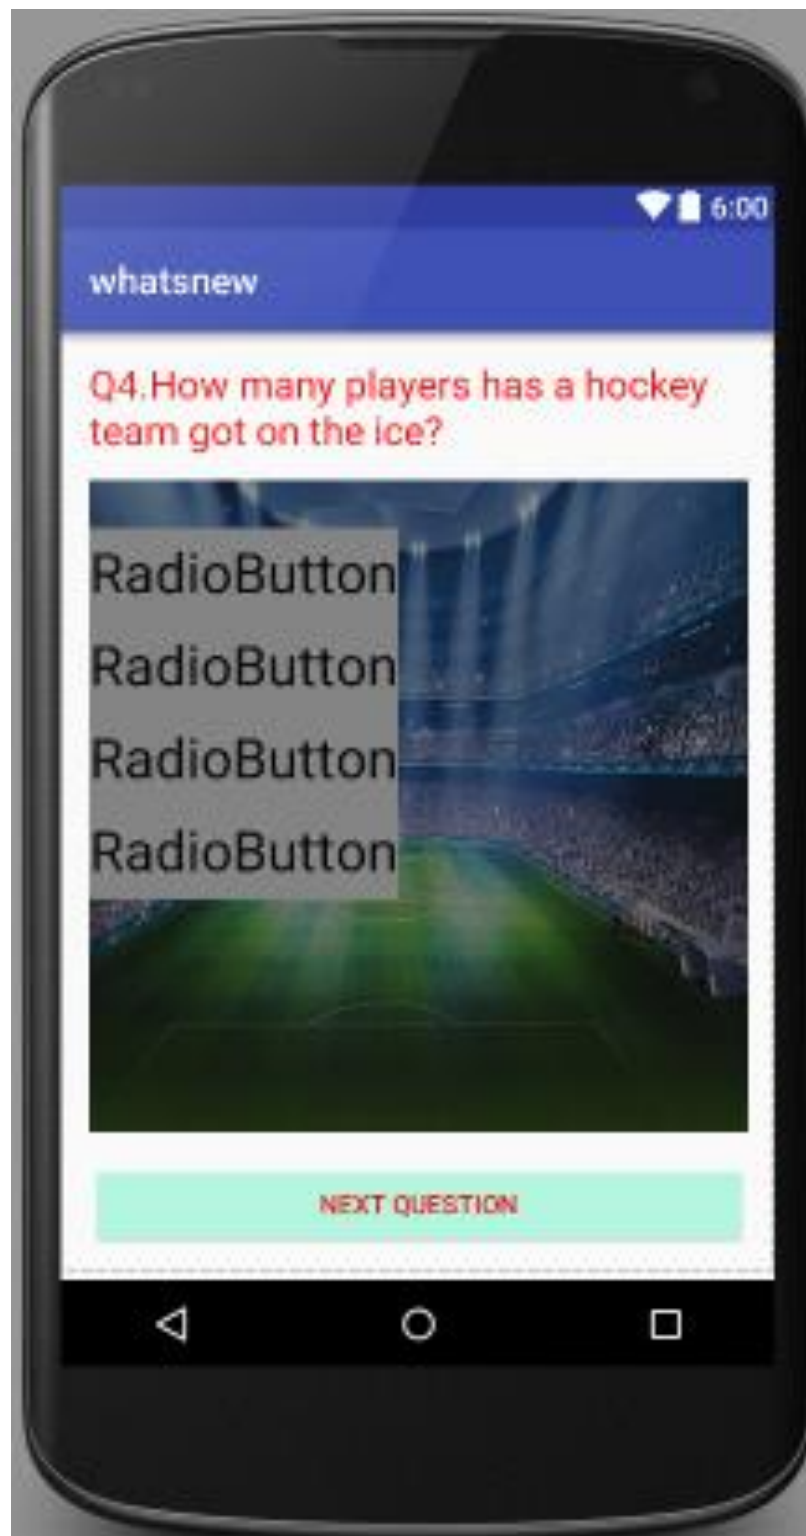 6:00
whatsnew
Q4.How many players has a hockey
team got on the ice?
RadioButton
RadioButton
RadioButton
RadioButton
NEXT QUESTION